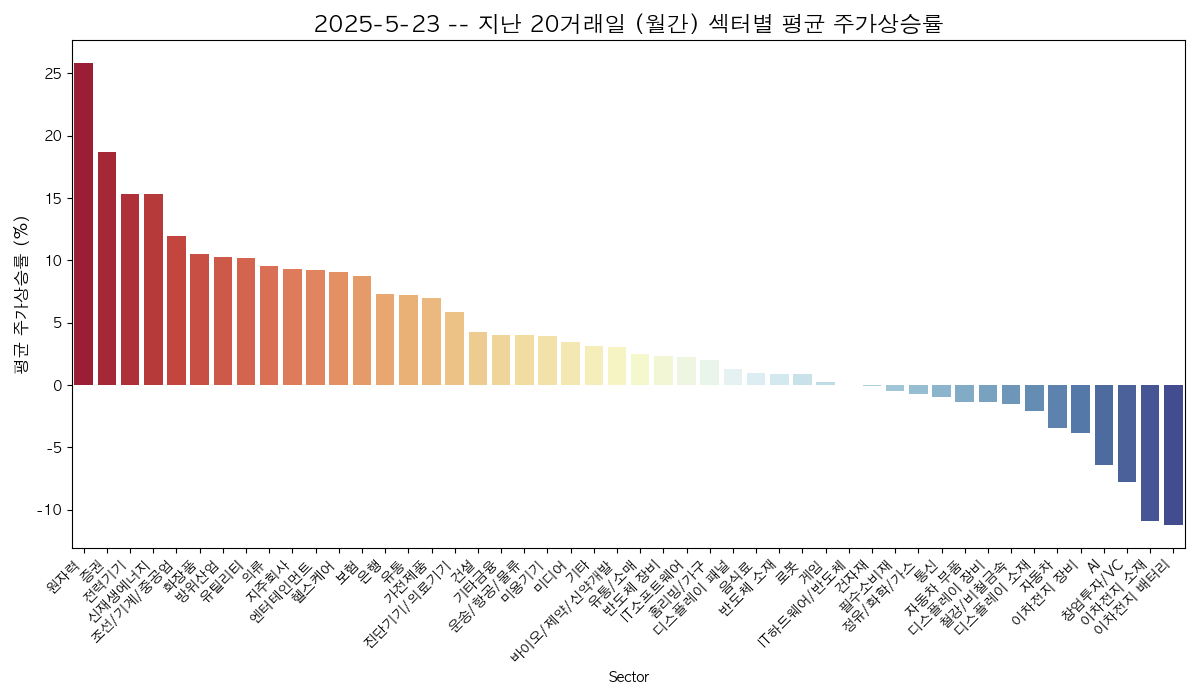 2025-5-23 -- 지난 20거래일 (월간) 섹터별 평균 주가상승률
평균 주가상승률 (%)
25
20
15
10
5
0
-5
-10
원자력
증권
전력기기
신재생에너지
조선/기계/중공업
화장품
방위산업
유틸리티
의류
지주회사
엔터테인먼트
헬스케어
보험
은행
유통
가전제품
진단기기/의료기기
건설
기타금융
운송/항공/물류
미용기기
미디어
기타
바이오/제약/신약개발
유통/소매
반도체 장비
IT소프트웨어
홈리빙/가구
디스플레이 패널
음식료
반도체 소재
로봇
게임
IT하드웨어/반도체
건자재
필수소비재
정유/화학/가스
통신
자동차 부품
디스플레이 장비
철강/비철금속
디스플레이 소재
자동차
이차전지 장비
AI
창업투자/VC
이차전지 소재
이차전지 배터리
Sector